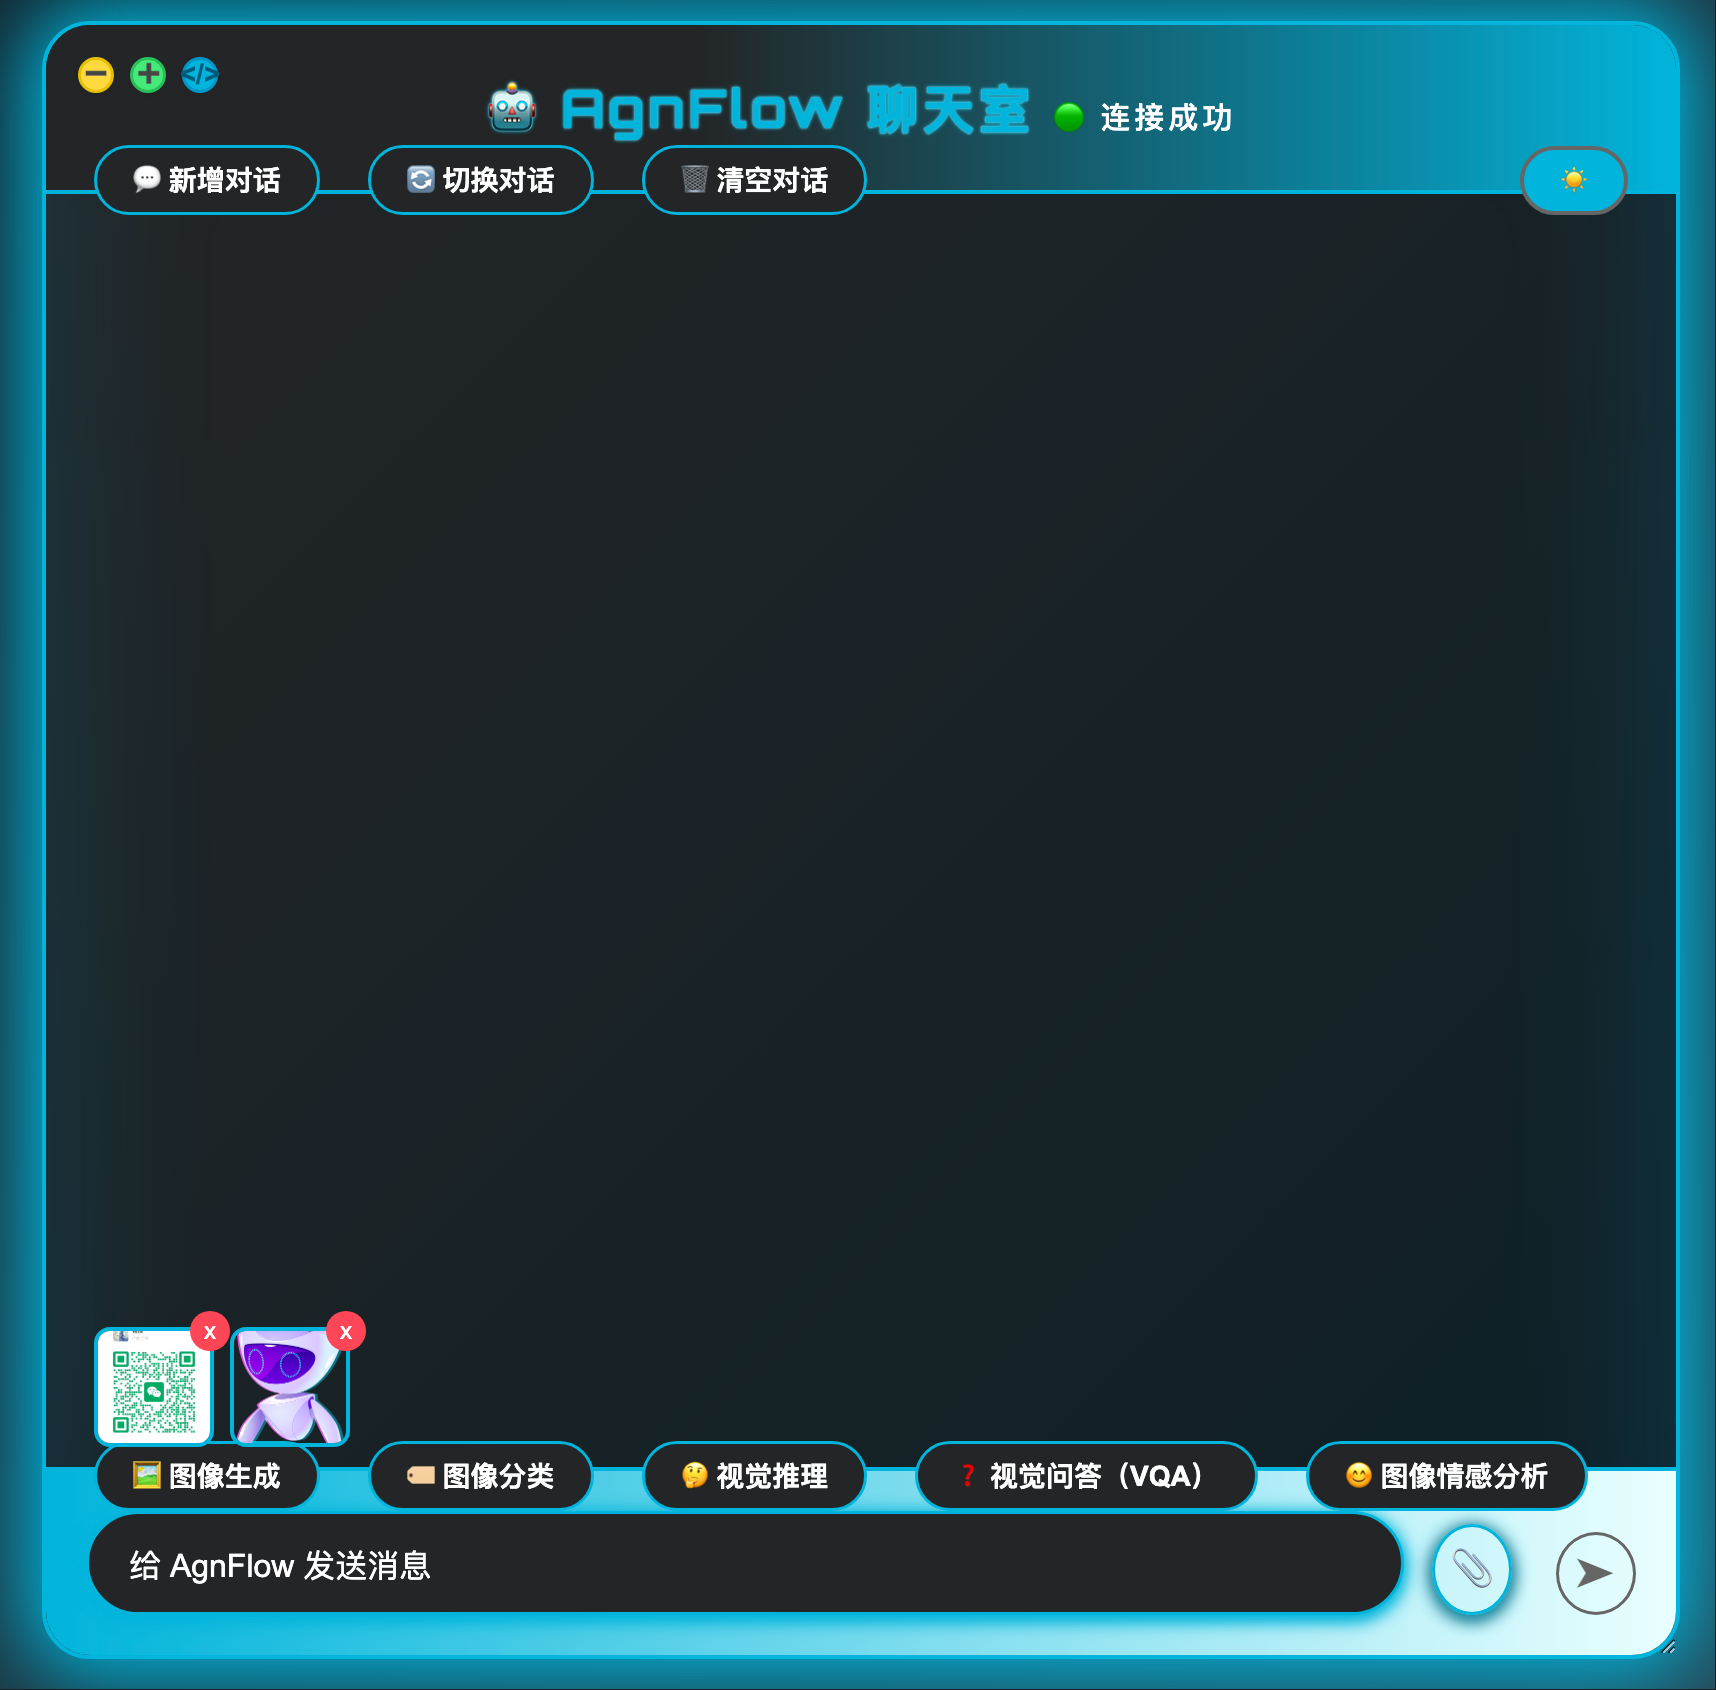 AgnFlow 聊天室 连接成功
新增对话 切换对话 清空对话
x x
图像生成 图像分类 视觉推理 视觉问答（VQA） 图像情感分析
给 AgnFlow 发送消息